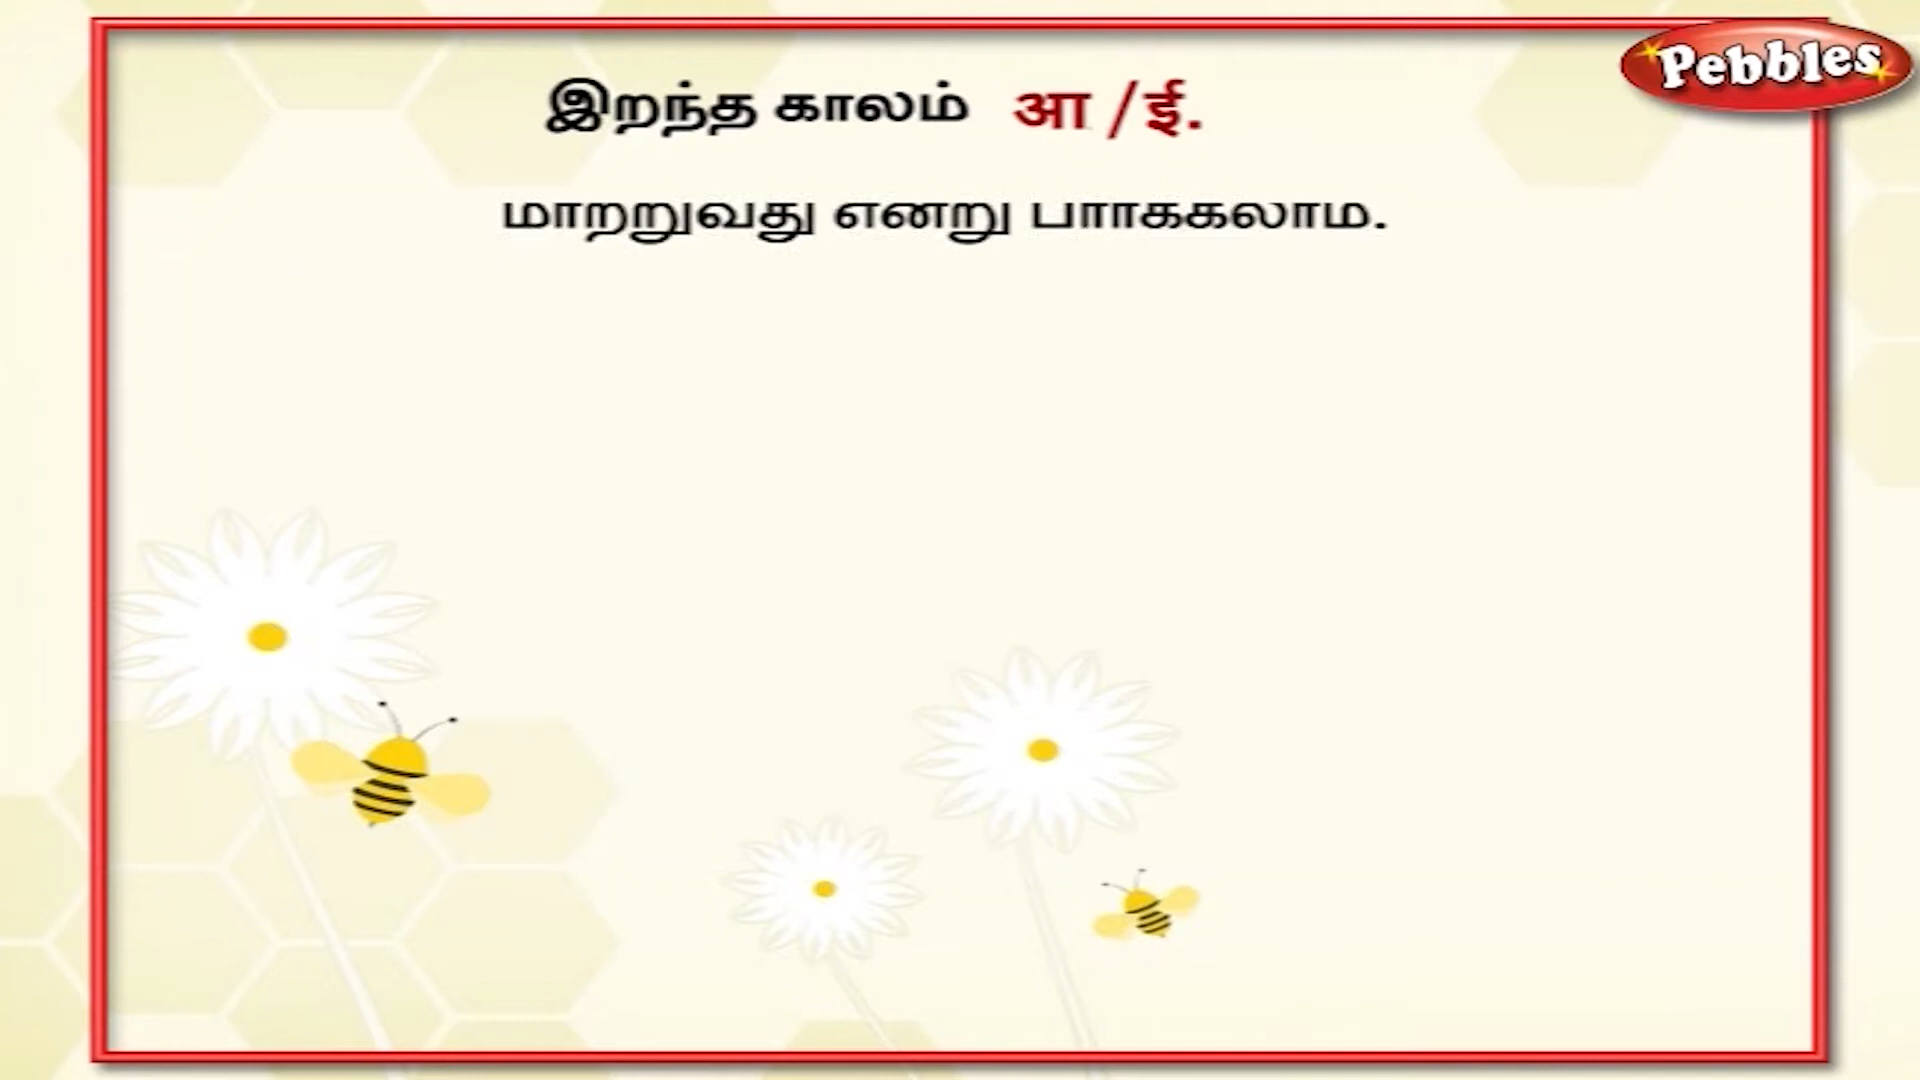 Pebbles
இறந்த காலம் आ / ई.
மாறறுவது எனறு பாாககலாம.